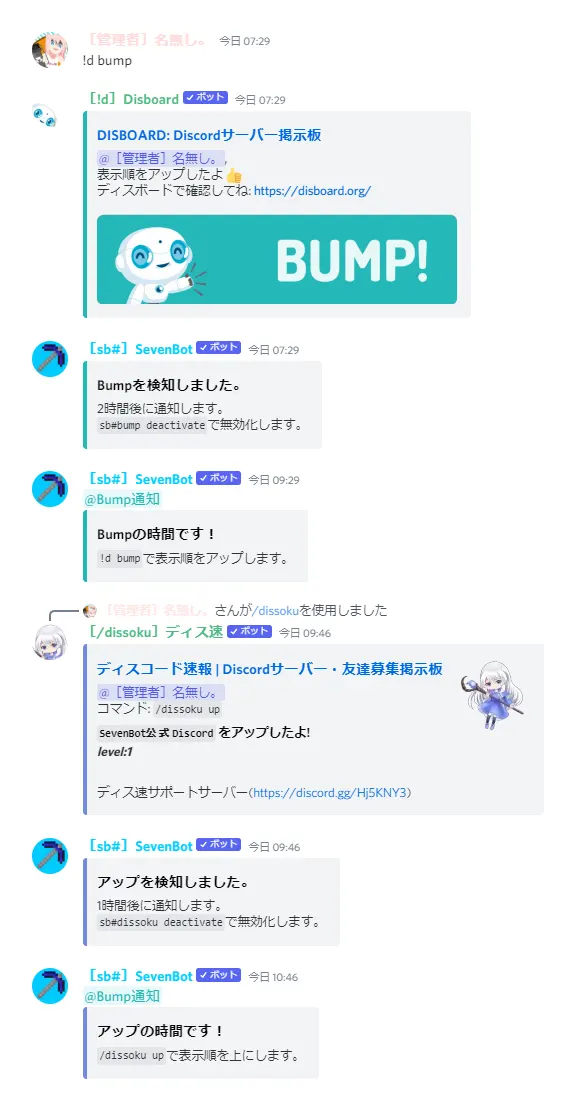 ［管理者］名無し。 今日 07:29
!d bump
［!d］Disboard ✓ボット 今日 07:29
DISBOARD: Discordサーバー掲示板
@［管理者］名無し。,
表示順をアップしたよ👍
ディスボードで確認してね: https://disboard.org/
BUMP!
［sb#］SevenBot ✓ボット 今日 07:29
Bumpを検知しました。
2時間後に通知します。
sb#bump deactivateで無効化します。
［sb#］SevenBot ✓ボット 今日 09:29
@Bump通知
Bumpの時間です！
!d bumpで表示順をアップします。
［管理者］名無し。さんが/dissokuを使用しました
［/dissoku］ディス速 ✓ボット 今日 09:46
ディスコード速報 | Discordサーバー・友達募集掲示板
@［管理者］名無し。
コマンド: /dissoku up
SevenBot公式Discord をアップしたよ!
level:1
ディス速サポートサーバー(https://discord.gg/Hj5KNY3)
［sb#］SevenBot ✓ボット 今日 09:46
アップを検知しました。
1時間後に通知します。
sb#dissoku deactivateで無効化します。
［sb#］SevenBot ✓ボット 今日 10:46
@Bump通知
アップの時間です！
/dissoku upで表示順を上にします。